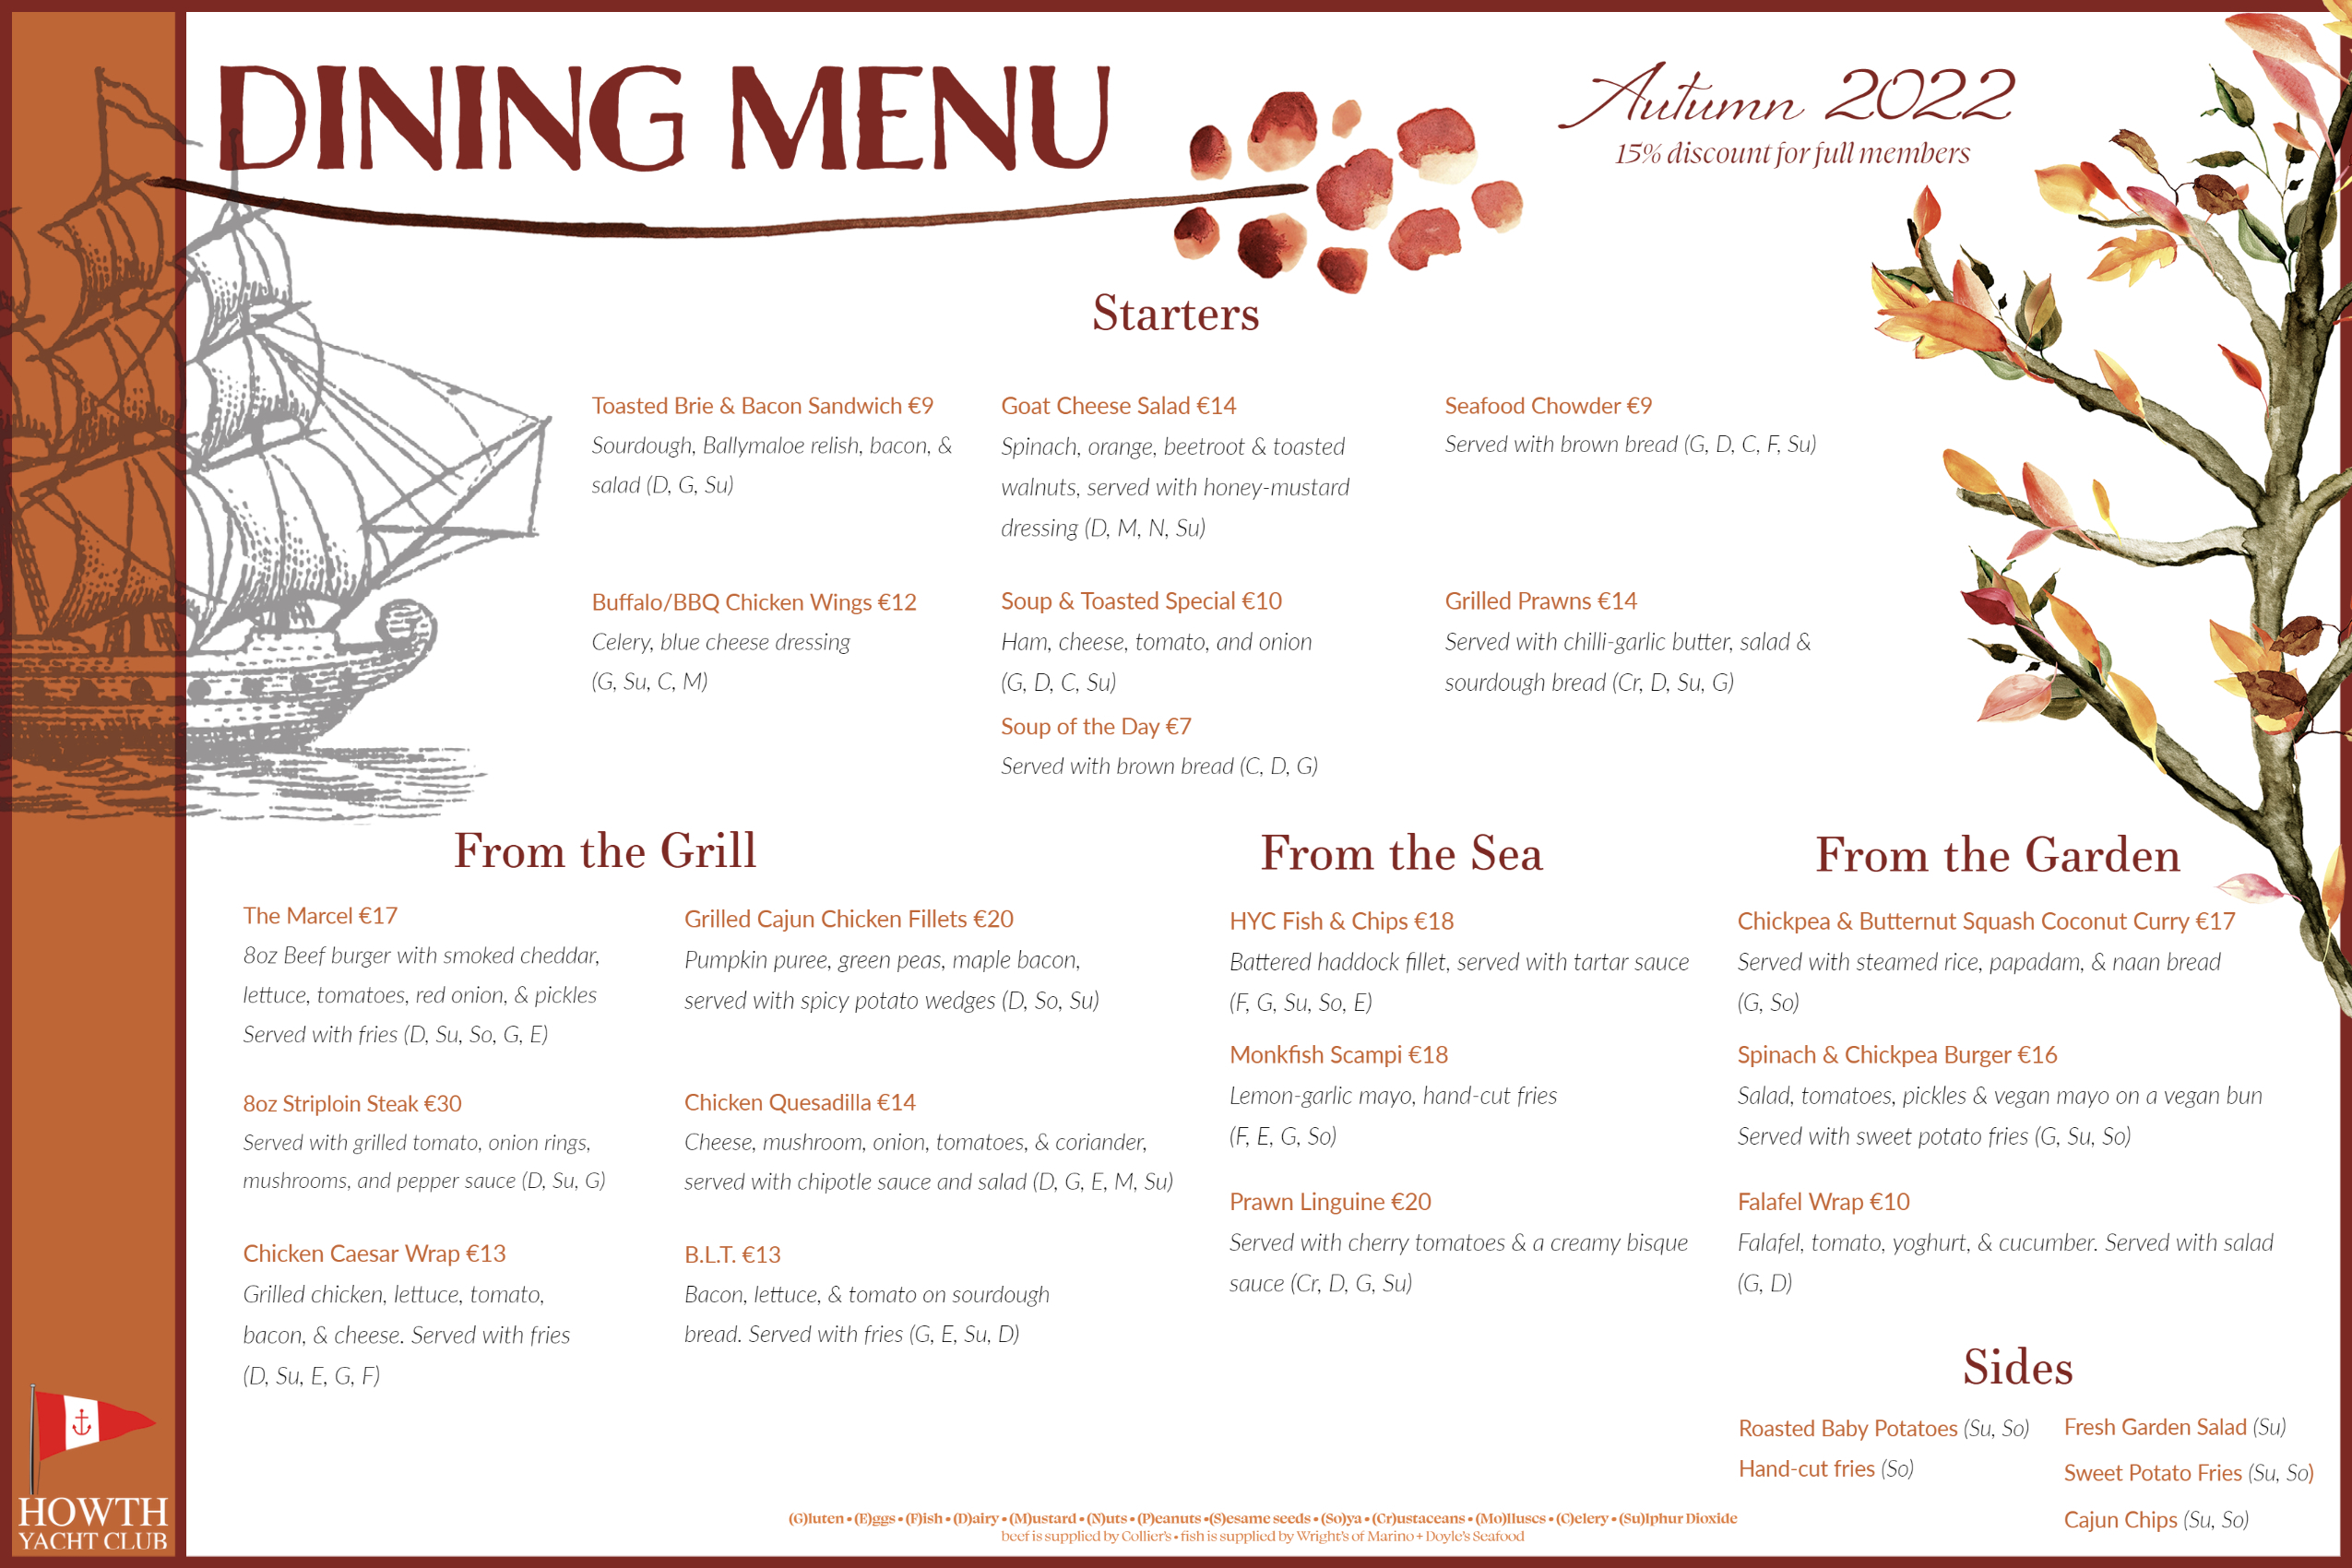 DINING MENU
Autumn 2022
15% discount for full members
Starters
Toasted Brie & Bacon Sandwich €9
Sourdough, Ballymaloe relish, bacon, &
salad (D, G, Su)
Goat Cheese Salad €14
Spinach, orange, beetroot & toasted
walnuts, served with honey-mustard
dressing (D, M, N, Su)
Seafood Chowder €9
Served with brown bread (G, D, C, F, Su)
Buffalo/BBQ Chicken Wings €12
Celery, blue cheese dressing
(G, Su, C, M)
Soup & Toasted Special €10
Ham, cheese, tomato, and onion
(G, D, C, Su)
Soup of the Day €7
Served with brown bread (C, D, G)
Grilled Prawns €14
Served with chilli-garlic butter, salad &
sourdough bread (Cr, D, Su, G)
From the Grill
The Marcel €17
8oz Beef burger with smoked cheddar,
lettuce, tomatoes, red onion, & pickles
Served with fries (D, Su, So, G, E)
8oz Striploin Steak €30
Served with grilled tomato, onion rings,
mushrooms, and pepper sauce (D, Su, G)
Chicken Caesar Wrap €13
Grilled chicken, lettuce, tomato,
bacon, & cheese. Served with fries
(D, Su, E, G, F)
Grilled Cajun Chicken Fillets €20
Pumpkin puree, green peas, maple bacon,
served with spicy potato wedges (D, So, Su)
Chicken Quesadilla €14
Cheese, mushroom, onion, tomatoes, & coriander,
served with chipotle sauce and salad (D, G, E, M, Su)
B.L.T. €13
Bacon, lettuce, & tomato on sourdough
bread. Served with fries (G, E, Su, D)
From the Sea
HYC Fish & Chips €18
Battered haddock fillet, served with tartar sauce
(F, G, Su, So, E)
Monkfish Scampi €18
Lemon-garlic mayo, hand-cut fries
(F, E, G, So)
Prawn Linguine €20
Served with cherry tomatoes & a creamy bisque
sauce (Cr, D, G, Su)
From the Garden
Chickpea & Butternut Squash Coconut Curry €17
Served with steamed rice, papadam, & naan bread
(G, So)
Spinach & Chickpea Burger €16
Salad, tomatoes, pickles & vegan mayo on a vegan bun
Served with sweet potato fries (G, Su, So)
Falafel Wrap €10
Falafel, tomato, yoghurt, & cucumber. Served with salad
(G, D)
Sides
Roasted Baby Potatoes (Su, So)
Hand-cut fries (So)
Fresh Garden Salad (Su)
Sweet Potato Fries (Su, So)
Cajun Chips (Su, So)
(G)luten • (E)ggs • (F)ish • (D)airy • (M)ustard • (N)uts • (P)eanuts •(S)esame seeds • (So)ya • (Cr)ustaceans • (Mo)lluscs • (C)elery • (Su)lphur Dioxide
beef is supplied by Collier's • fish is supplied by Wright's of Marino + Doyle's Seafood
HOWTH
YACHT CLUB